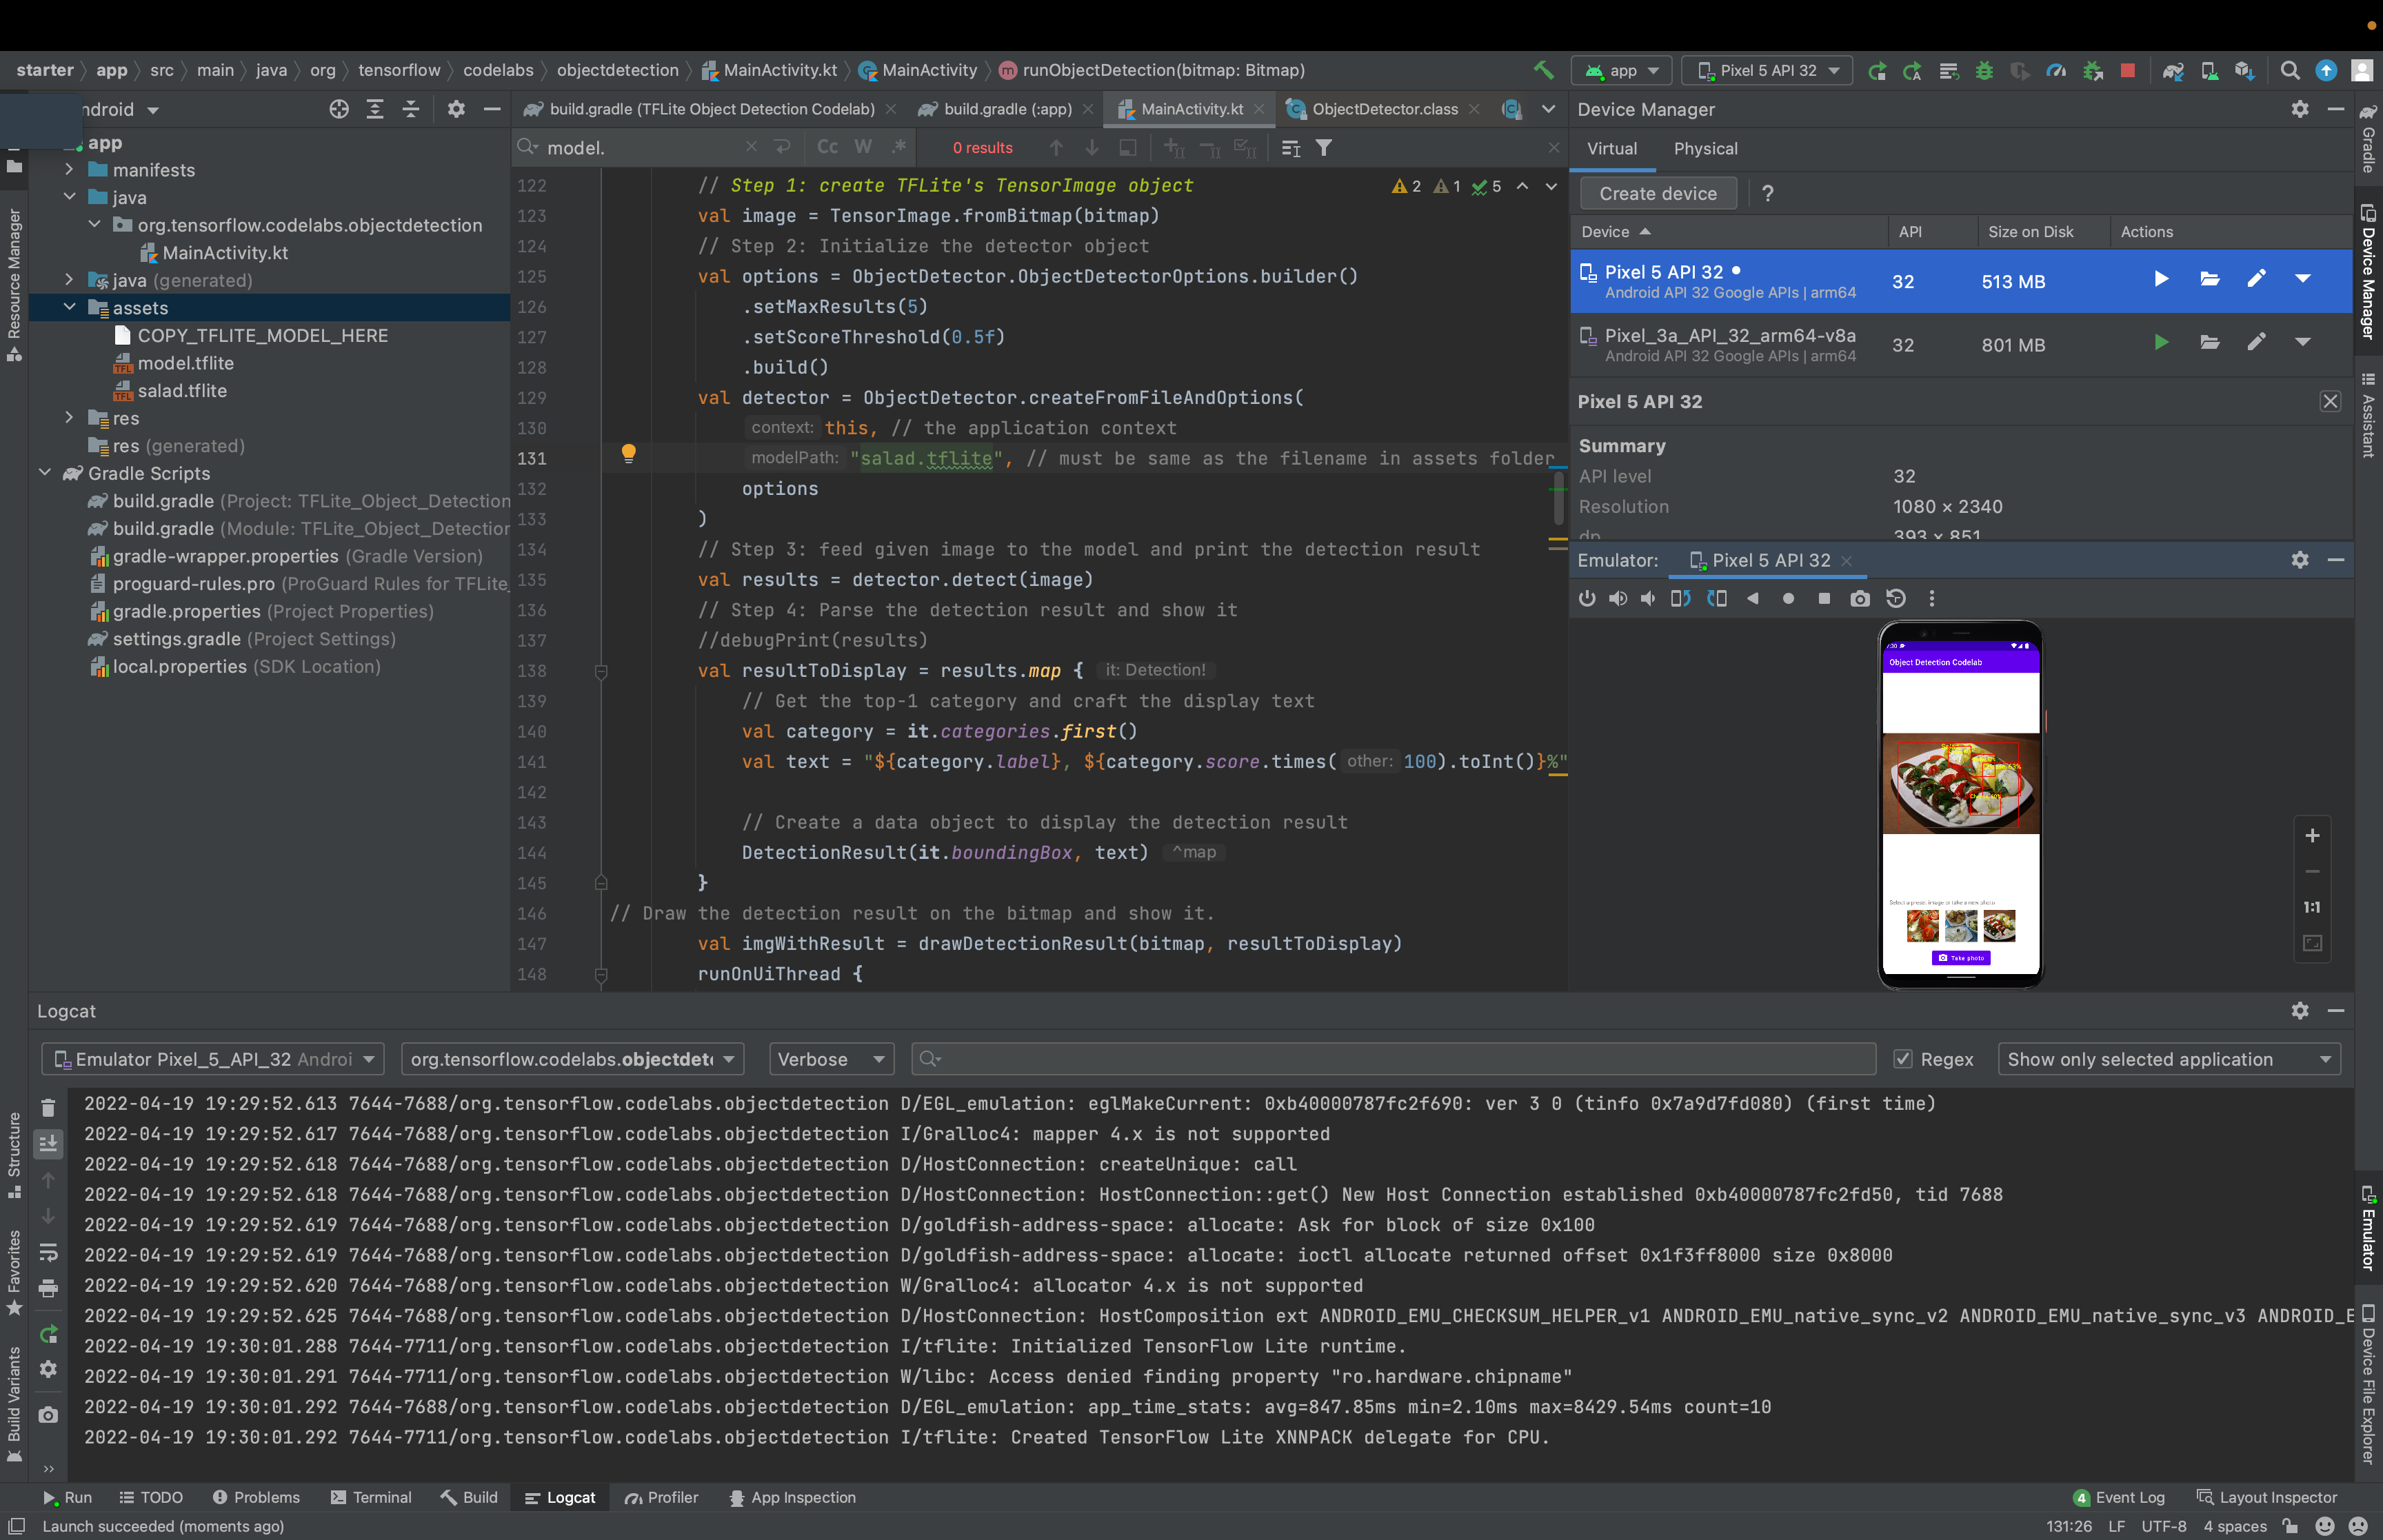 starter app src main java org tensorflow codelabs objectdetection MainActivity.kt MainActivity runObjectDetection(bitmap: Bitmap)
app Pixel 5 API 32
ndroid
build.gradle (TFLite Object Detection Codelab) build.gradle (:app) MainActivity.kt ObjectDetector.class
model. Cc W .* 0 results
app
manifests
java
org.tensorflow.codelabs.objectdetection
MainActivity.kt
java (generated)
assets
COPY_TFLITE_MODEL_HERE
model.tflite
salad.tflite
res
res (generated)
Gradle Scripts
build.gradle (Project: TFLite_Object_Detection
build.gradle (Module: TFLite_Object_Detection
gradle-wrapper.properties (Gradle Version)
proguard-rules.pro (ProGuard Rules for TFLite_
gradle.properties (Project Properties)
settings.gradle (Project Settings)
local.properties (SDK Location)
Resource Manager
Structure
Favorites
Build Variants
2 1 5
122 // Step 1: create TFLite's TensorImage object
123 val image = TensorImage.fromBitmap(bitmap)
124 // Step 2: Initialize the detector object
125 val options = ObjectDetector.ObjectDetectorOptions.builder()
126 .setMaxResults(5)
127 .setScoreThreshold(0.5f)
128 .build()
129 val detector = ObjectDetector.createFromFileAndOptions(
130 context: this, // the application context
131 modelPath: "salad.tflite", // must be same as the filename in assets folder
132 options
133 )
134 // Step 3: feed given image to the model and print the detection result
135 val results = detector.detect(image)
136 // Step 4: Parse the detection result and show it
137 //debugPrint(results)
138 val resultToDisplay = results.map { it: Detection!
139 // Get the top-1 category and craft the display text
140 val category = it.categories.first()
141 val text = "${category.label}, ${category.score.times( other: 100).toInt()}%"
142
143 // Create a data object to display the detection result
144 DetectionResult(it.boundingBox, text) ^map
145 }
146 // Draw the detection result on the bitmap and show it.
147 val imgWithResult = drawDetectionResult(bitmap, resultToDisplay)
148 runOnUiThread {
Device Manager
Virtual Physical
Create device ?
Device API Size on Disk Actions
Pixel 5 API 32
Android API 32 Google APIs | arm64
32 513 MB
Pixel_3a_API_32_arm64-v8a
Android API 32 Google APIs | arm64
32 801 MB
Pixel 5 API 32
Summary
API level 32
Resolution 1080 × 2340
dp 393 × 851
Emulator: Pixel 5 API 32
Object Detection Codelab
Select a preset image or take a new photo
Take photo
1:1
Gradle
Device Manager
Assistant
Emulator
Device File Explorer
Logcat
Emulator Pixel_5_API_32 Androi org.tensorflow.codelabs.objectdete Verbose Regex Show only selected application
2022-04-19 19:29:52.613 7644-7688/org.tensorflow.codelabs.objectdetection D/EGL_emulation: eglMakeCurrent: 0xb40000787fc2f690: ver 3 0 (tinfo 0x7a9d7fd080) (first time)
2022-04-19 19:29:52.617 7644-7688/org.tensorflow.codelabs.objectdetection I/Gralloc4: mapper 4.x is not supported
2022-04-19 19:29:52.618 7644-7688/org.tensorflow.codelabs.objectdetection D/HostConnection: createUnique: call
2022-04-19 19:29:52.618 7644-7688/org.tensorflow.codelabs.objectdetection D/HostConnection: HostConnection::get() New Host Connection established 0xb40000787fc2fd50, tid 7688
2022-04-19 19:29:52.619 7644-7688/org.tensorflow.codelabs.objectdetection D/goldfish-address-space: allocate: Ask for block of size 0x100
2022-04-19 19:29:52.619 7644-7688/org.tensorflow.codelabs.objectdetection D/goldfish-address-space: allocate: ioctl allocate returned offset 0x1f3ff8000 size 0x8000
2022-04-19 19:29:52.620 7644-7688/org.tensorflow.codelabs.objectdetection W/Gralloc4: allocator 4.x is not supported
2022-04-19 19:29:52.625 7644-7688/org.tensorflow.codelabs.objectdetection D/HostConnection: HostComposition ext ANDROID_EMU_CHECKSUM_HELPER_v1 ANDROID_EMU_native_sync_v2 ANDROID_EMU_native_sync_v3 ANDROID_E
2022-04-19 19:30:01.288 7644-7711/org.tensorflow.codelabs.objectdetection I/tflite: Initialized TensorFlow Lite runtime.
2022-04-19 19:30:01.291 7644-7711/org.tensorflow.codelabs.objectdetection W/libc: Access denied finding property "ro.hardware.chipname"
2022-04-19 19:30:01.292 7644-7688/org.tensorflow.codelabs.objectdetection D/EGL_emulation: app_time_stats: avg=847.85ms min=2.10ms max=8429.54ms count=10
2022-04-19 19:30:01.292 7644-7711/org.tensorflow.codelabs.objectdetection I/tflite: Created TensorFlow Lite XNNPACK delegate for CPU.
Run TODO Problems Terminal Build Logcat Profiler App Inspection 4 Event Log Layout Inspector
Launch succeeded (moments ago) 131:26 LF UTF-8 4 spaces